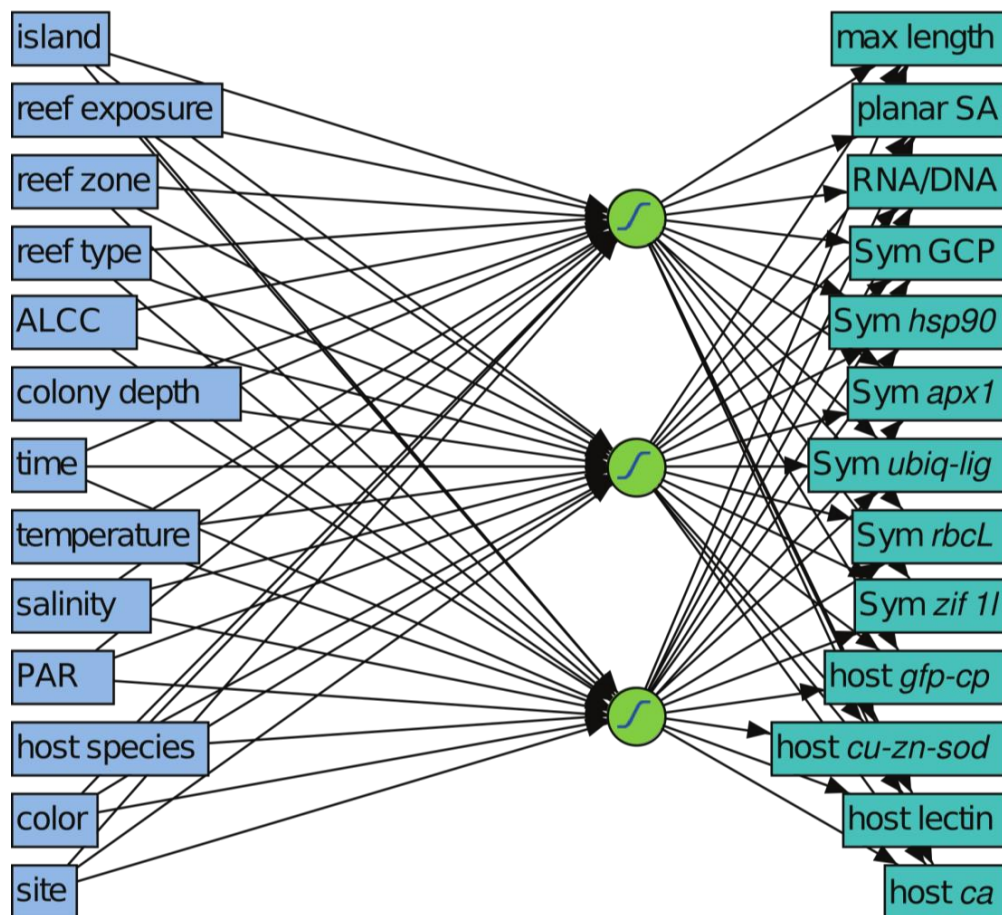 island
reef exposure
reef zone
reef type
ALCC
colony depth
time
temperature
salinity
PAR
host species
color
site
max length
planar SA
RNA/DNA
Sym GCP
Sym hsp90
Sym apx1
Sym ubiq-lig
Sym rbcL
Sym zif 1l
host gfp-cp
host cu-zn-sod
host lectin
host ca